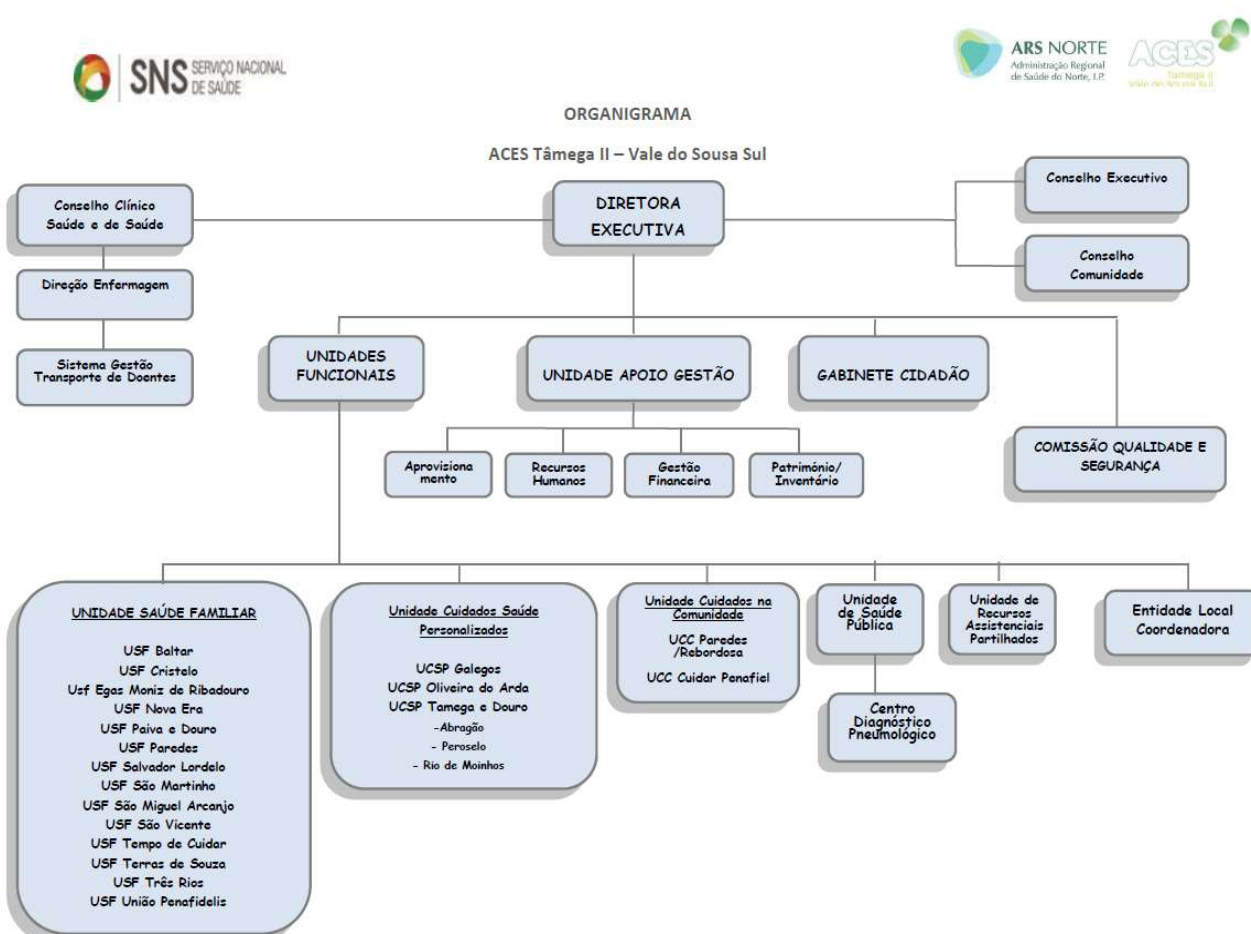 SNS SERVIÇO NACIONAL
DE SAÚDE
ARS NORTE
Administração Regional
de Saúde do Norte, I.P.
ACES
Tâmega II
Vale do Sousa Sul
ORGANIGRAMA
ACES Tâmega II – Vale do Sousa Sul
Conselho Clínico
Saúde e de Saúde
DIRETORA
EXECUTIVA
Conselho Executivo
Conselho
Comunidade
Direção Enfermagem
Sistema Gestão
Transporte de Doentes
UNIDADES
FUNCIONAIS
UNIDADE APOIO GESTÃO
GABINETE CIDADÃO
COMISSÃO QUALIDADE E
SEGURANÇA
Aprovisiona
mento
Recursos
Humanos
Gestão
Financeira
Património/
Inventário
UNIDADE SAÚDE FAMILIAR
USF Baltar
USF Cristelo
Usf Egas Moniz de Ribadouro
USF Nova Era
USF Paiva e Douro
USF Paredes
USF Salvador Lordelo
USF São Martinho
USF São Miguel Arcanjo
USF São Vicente
USF Tempo de Cuidar
USF Terras de Souza
USF Três Rios
USF União Penafidelis
Unidade Cuidados Saúde
Personalizados
UCSP Galegos
UCSP Oliveira do Arda
UCSP Tamega e Douro
-Abragão
- Peroselo
- Rio de Moinhos
Unidade Cuidados na
Comunidade
UCC Paredes
/Rebordosa
UCC Cuidar Penafiel
Unidade
de Saúde
Pública
Centro
Diagnóstico
Pneumológico
Unidade de
Recursos
Assistenciais
Partilhados
Entidade Local
Coordenadora